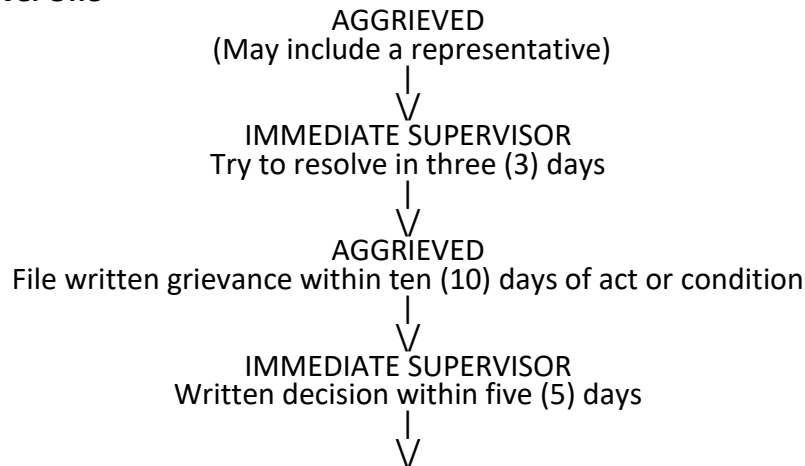 AGGRIEVED
(May include a representative)
|
\/
IMMEDIATE SUPERVISOR
Try to resolve in three (3) days
|
\/
AGGRIEVED
File written grievance within ten (10) days of act or condition
|
\/
IMMEDIATE SUPERVISOR
Written decision within five (5) days
|
\/